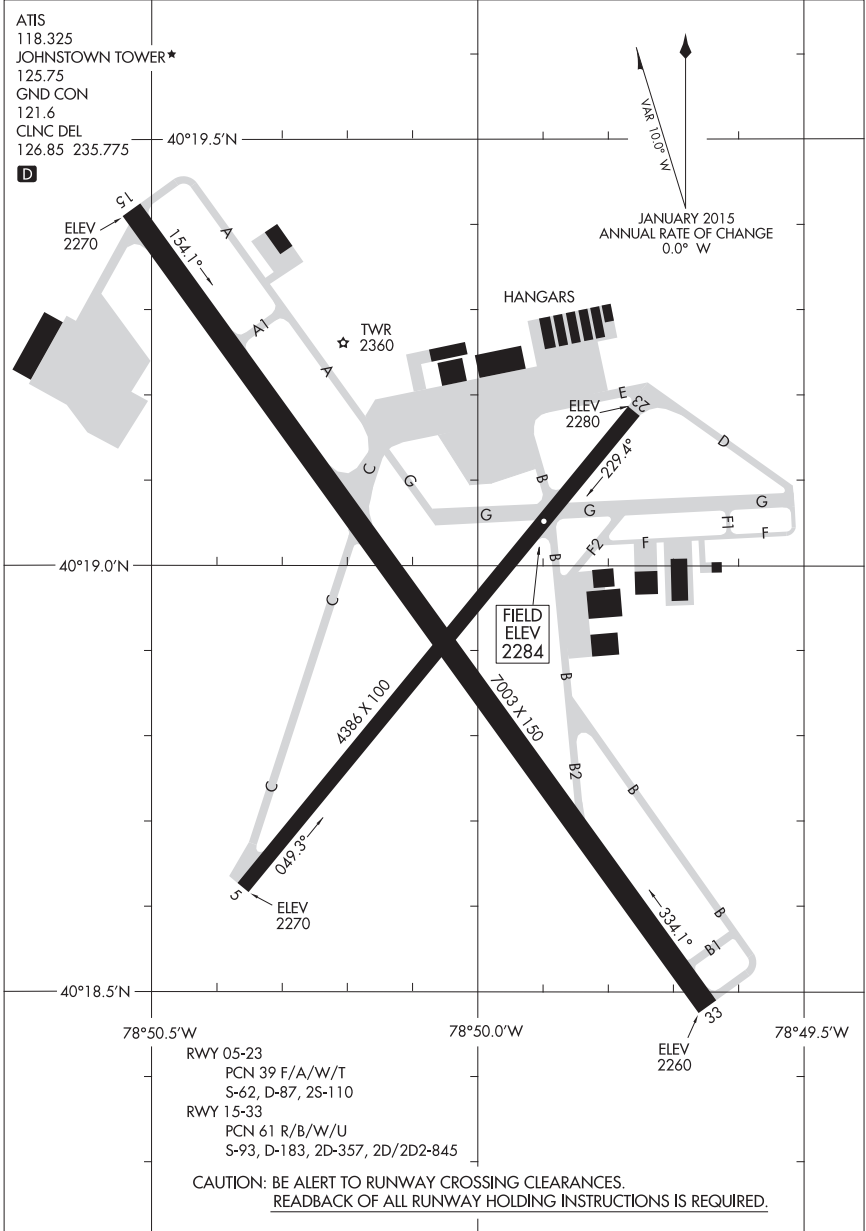 ATIS
118.325
JOHNSTOWN TOWER★
125.75
GND CON
121.6
CLNC DEL
126.85 235.775
D
40°19.5'N
VAR 10.0° W
JANUARY 2015
ANNUAL RATE OF CHANGE
0.0° W
15
ELEV
2270
154.1°
A
A1
A
TWR
2360
HANGARS
E
23
ELEV
2280
229.4°
D
C
G
B
G
G
G
F1
F
F2
F
B
40°19.0'N
C
FIELD
ELEV
2284
B
7003 X 150
4386 X 100
B2
B
C
049.3°
5
ELEV
2270
B
B1
334.1°
33
40°18.5'N
78°50.5'W
78°50.0'W
78°49.5'W
ELEV
2260
RWY 05-23
PCN 39 F/A/W/T
S-62, D-87, 2S-110
RWY 15-33
PCN 61 R/B/W/U
S-93, D-183, 2D-357, 2D/2D2-845
CAUTION: BE ALERT TO RUNWAY CROSSING CLEARANCES.
READBACK OF ALL RUNWAY HOLDING INSTRUCTIONS IS REQUIRED.